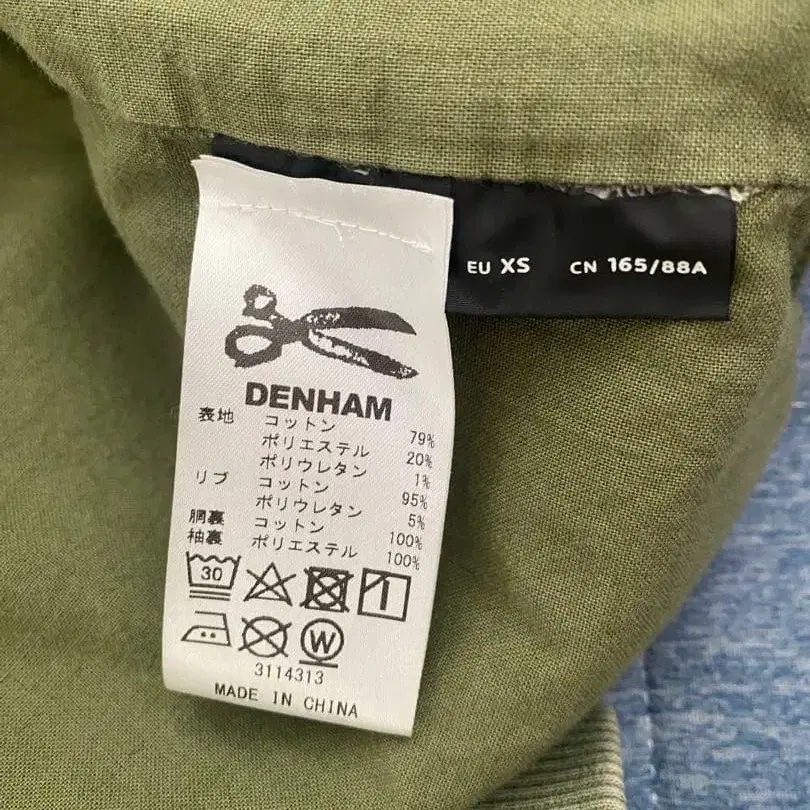 EU XS CN 165/88A
DENHAM
表地 コットン 79%
ポリエステル 20%
ポリウレタン 1%
リブ コットン 95%
ポリウレタン 5%
胴裏 コットン 100%
袖裏 ポリエステル 100%
30
W
3114313
MADE IN CHINA